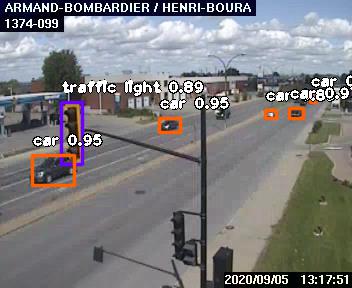 ARMAND-BOMBARDIER / HENRI-BOURA
1374-099
traffic light 0.89
car 0.95
car 0.95
2020/09/05 13:17:51